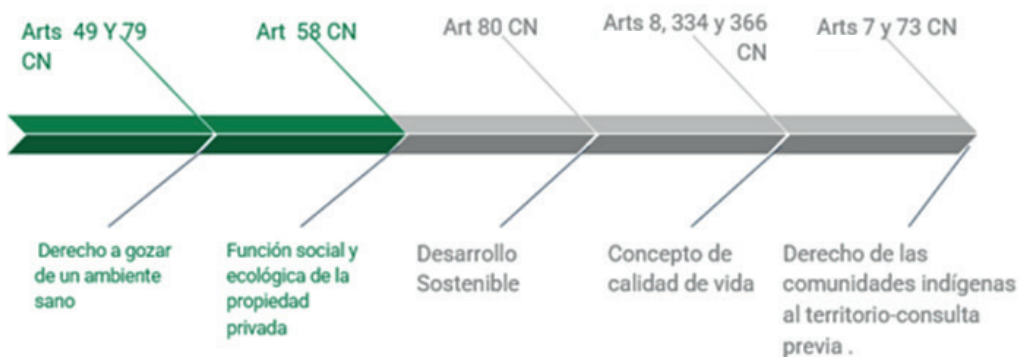 Arts 49 Y 79
CN
Art 58 CN
Art 80 CN
Arts 8, 334 y 366
CN
Arts 7 y 73 CN
Derecho a gozar
de un ambiente
sano
Función social y
ecológica de la
propiedad
privada
Desarrollo
Sostenible
Concepto de
calidad de vida
Derecho de las
comunidades indígenas
al territorio-consulta
previa .